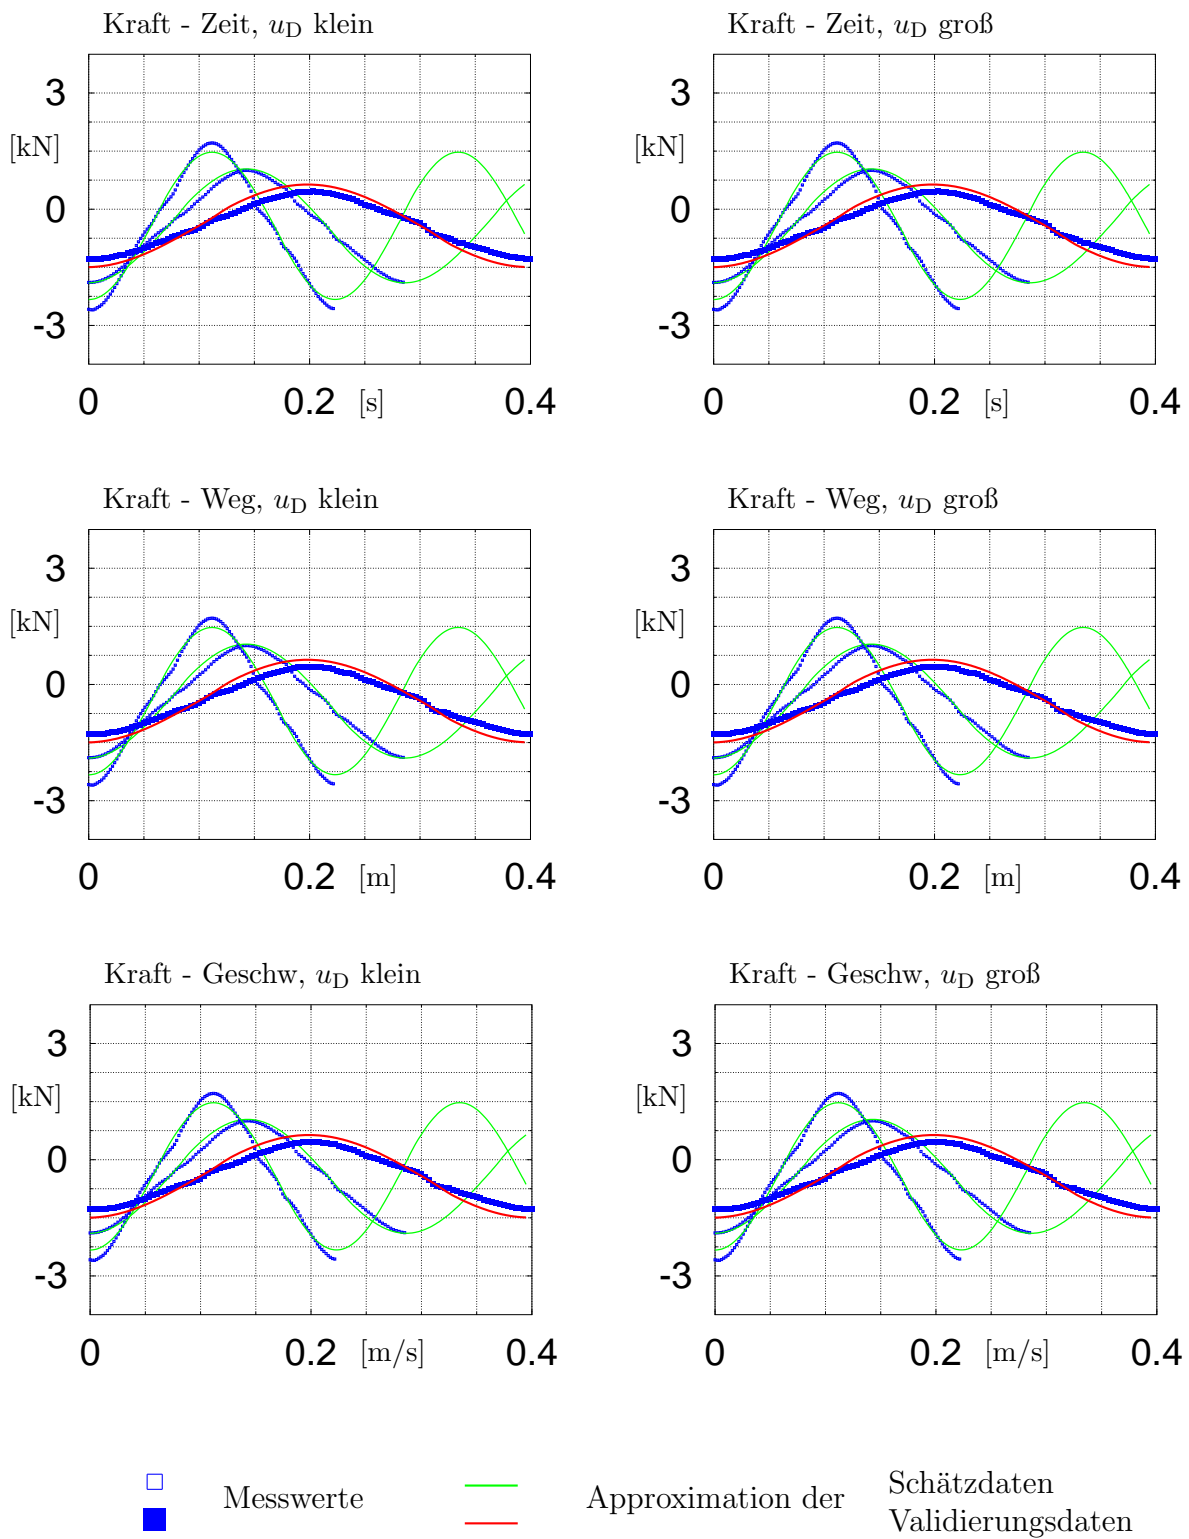 Kraft - Zeit, uD klein
Kraft - Zeit, uD groß
3
[kN]
0
-3
0 0.2 [s] 0.4
3
[kN]
0
-3
0 0.2 [s] 0.4
Kraft - Weg, uD klein
Kraft - Weg, uD groß
3
[kN]
0
-3
0 0.2 [m] 0.4
3
[kN]
0
-3
0 0.2 [m] 0.4
Kraft - Geschw, uD klein
Kraft - Geschw, uD groß
3
[kN]
0
-3
0 0.2 [m/s] 0.4
3
[kN]
0
-3
0 0.2 [m/s] 0.4
Messwerte
Approximation der
Schätzdaten
Validierungsdaten